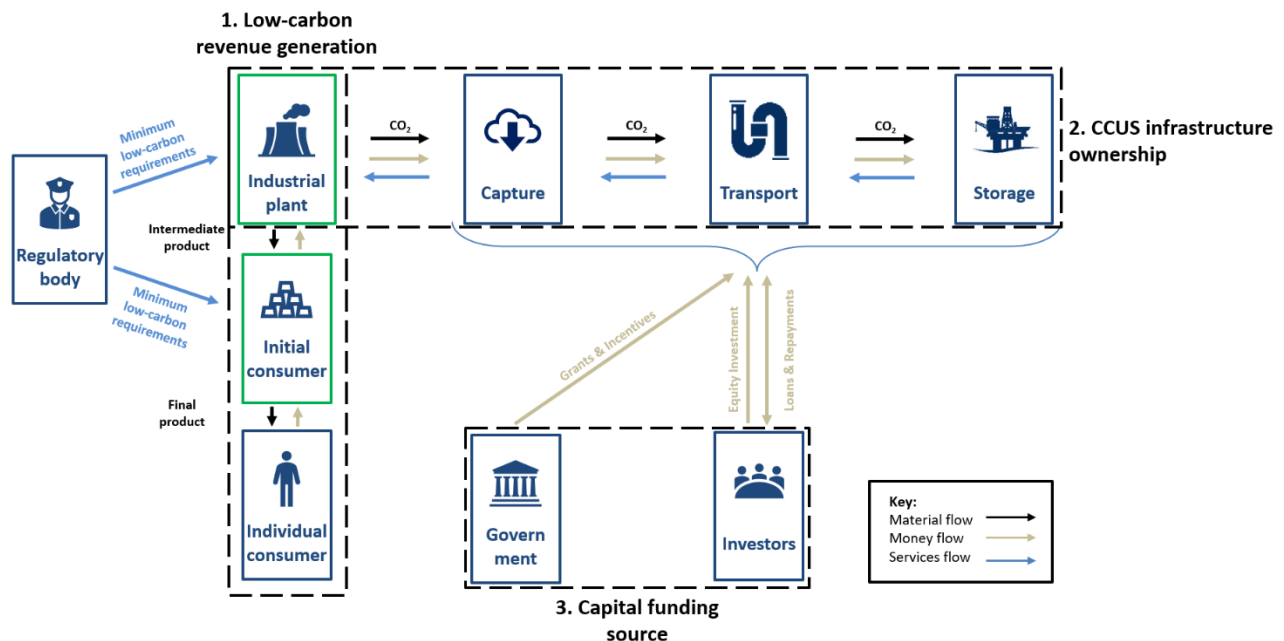 1. Low-carbon
revenue generation
Minimum
low-carbon
requirements
Regulatory
body
Minimum
low-carbon
requirements
Industrial
plant
CO2
Capture
CO2
Transport
CO2
Storage
2. CCUS infrastructure
ownership
Intermediate
product
Initial
consumer
Final
product
Individual
consumer
Grants & Incentives
Equity Investment
Loans & Repayments
Govern
ment
Investors
3. Capital funding
source
Key:
Material flow
Money flow
Services flow